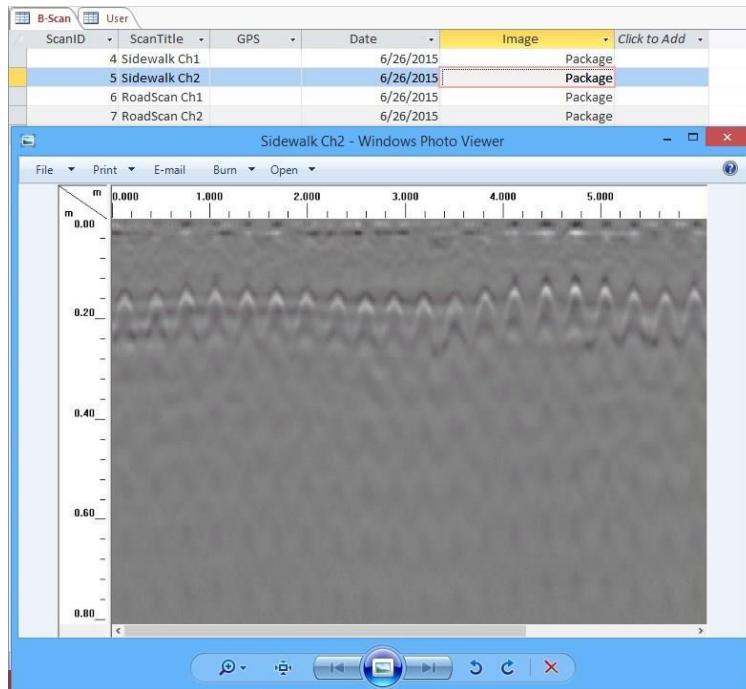 B-Scan User
ScanID ScanTitle GPS Date Image Click to Add
4 Sidewalk Ch1 6/26/2015 Package
5 Sidewalk Ch2 6/26/2015 Package
6 RoadScan Ch1 6/26/2015 Package
7 RoadScan Ch2 6/26/2015 Package
Sidewalk Ch2 - Windows Photo Viewer
File Print E-mail Burn Open
m 0.000 1.000 2.000 3.000 4.000 5.000
m
0.00
0.20
0.40
0.60
0.80